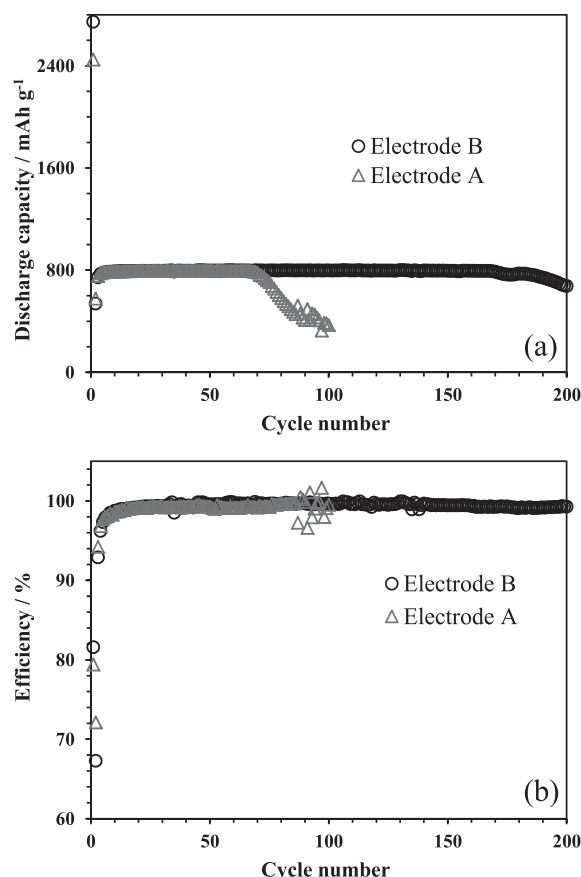 2400
1600
800
0
Discharge capacity / mAh g⁻¹
Electrode B
Electrode A
(a)
0
50
100
150
200
Cycle number
100
90
80
70
60
Efficiency / %
Electrode B
Electrode A
(b)
0
50
100
150
200
Cycle number